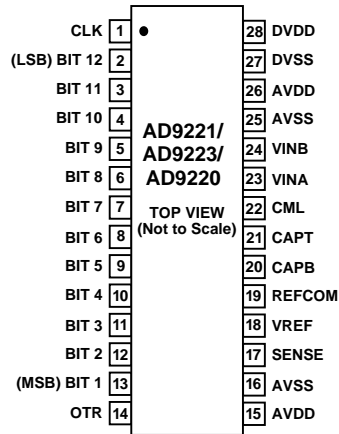 CLK 1
(LSB) BIT 12 2
BIT 11 3
BIT 10 4
BIT 9 5
BIT 8 6
BIT 7 7
BIT 6 8
BIT 5 9
BIT 4 10
BIT 3 11
BIT 2 12
(MSB) BIT 1 13
OTR 14
AD9221/
AD9223/
AD9220
TOP VIEW
(Not to Scale)
28 DVDD
27 DVSS
26 AVDD
25 AVSS
24 VINB
23 VINA
22 CML
21 CAPT
20 CAPB
19 REFCOM
18 VREF
17 SENSE
16 AVSS
15 AVDD